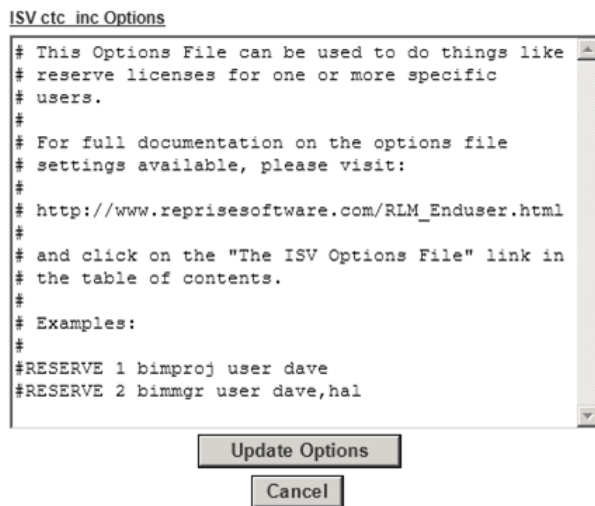 ISV ctc_inc Options
# This Options File can be used to do things like
# reserve licenses for one or more specific
# users.
#
# For full documentation on the options file
# settings available, please visit:
#
# http://www.reprisesoftware.com/RLM_Enduser.html
#
# and click on the "The ISV Options File" link in
# the table of contents.
#
# Examples:
#
#RESERVE 1 bimproj user dave
#RESERVE 2 bimmgr user dave,hal
Update Options
Cancel